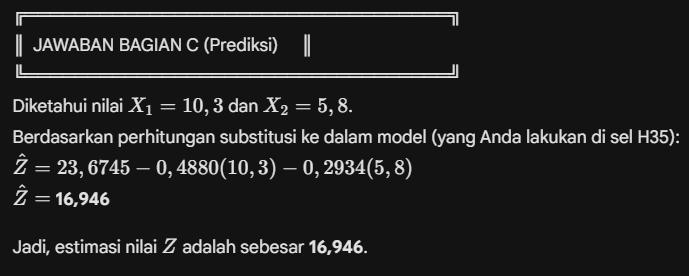 JAWABAN BAGIAN C (Prediksi)
Diketahui nilai X₁ = 10, 3 dan X₂ = 5, 8.
Berdasarkan perhitungan substitusi ke dalam model (yang Anda lakukan di sel H35):
Ẑ = 23, 6745 − 0, 4880(10, 3) − 0, 2934(5, 8)
Ẑ = 16,946
Jadi, estimasi nilai Z adalah sebesar 16,946.